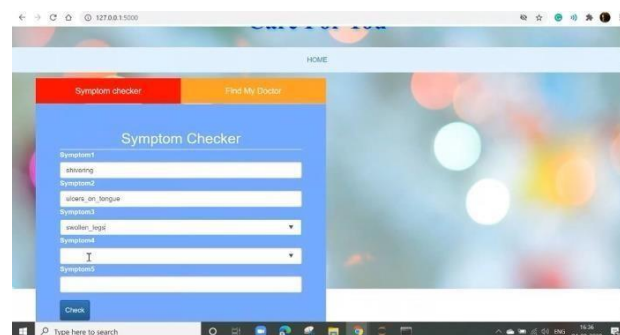 127.0.0.1:5000
Care For You
HOME
Symptom checker
Find My Doctor
Symptom Checker
Symptom1
shivering
Symptom2
ulcers_on_tongue
Symptom3
swollen_legs
Symptom4
Symptom5
Check
Type here to search
ENG
16:36